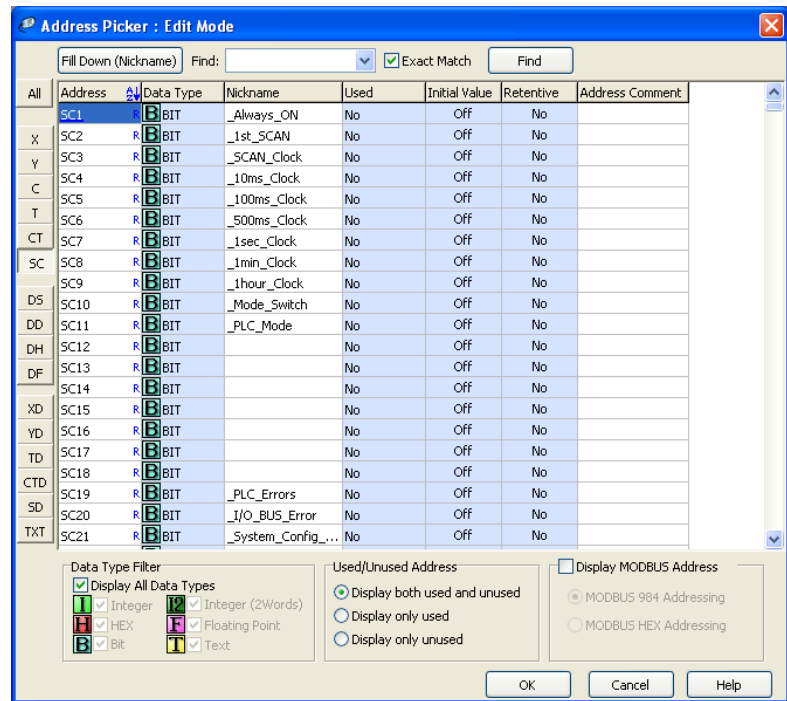 Address Picker : Edit Mode
Fill Down (Nickname) Find: Exact Match Find
All Address Data Type Nickname Used Initial Value Retentive Address Comment
SC1 R B BIT _Always_ON No Off No
X SC2 R B BIT _1st_SCAN No Off No
Y SC3 R B BIT _SCAN_Clock No Off No
C SC4 R B BIT _10ms_Clock No Off No
SC5 R B BIT _100ms_Clock No Off No
T SC6 R B BIT _500ms_Clock No Off No
CT SC7 R B BIT _1sec_Clock No Off No
SC SC8 R B BIT _1min_Clock No Off No
SC9 R B BIT _1hour_Clock No Off No
DS SC10 R B BIT _Mode_Switch No Off No
DD SC11 R B BIT _PLC_Mode No Off No
DH SC12 R B BIT No Off No
DF SC13 R B BIT No Off No
SC14 R B BIT No Off No
XD SC15 R B BIT No Off No
YD SC16 R B BIT No Off No
TD SC17 R B BIT No Off No
CTD SC18 R B BIT No Off No
SC19 R B BIT _PLC_Errors No Off No
SD SC20 R B BIT _I/O_BUS_Error No Off No
TXT SC21 R B BIT _System_Config_... No Off No
Data Type Filter Used/Unused Address Display MODBUS Address
Display All Data Types Display both used and unused
I Integer I2 Integer (2Words) MODBUS 984 Addressing
H HEX F Floating Point Display only used MODBUS HEX Addressing
B Bit T Text Display only unused
OK Cancel Help